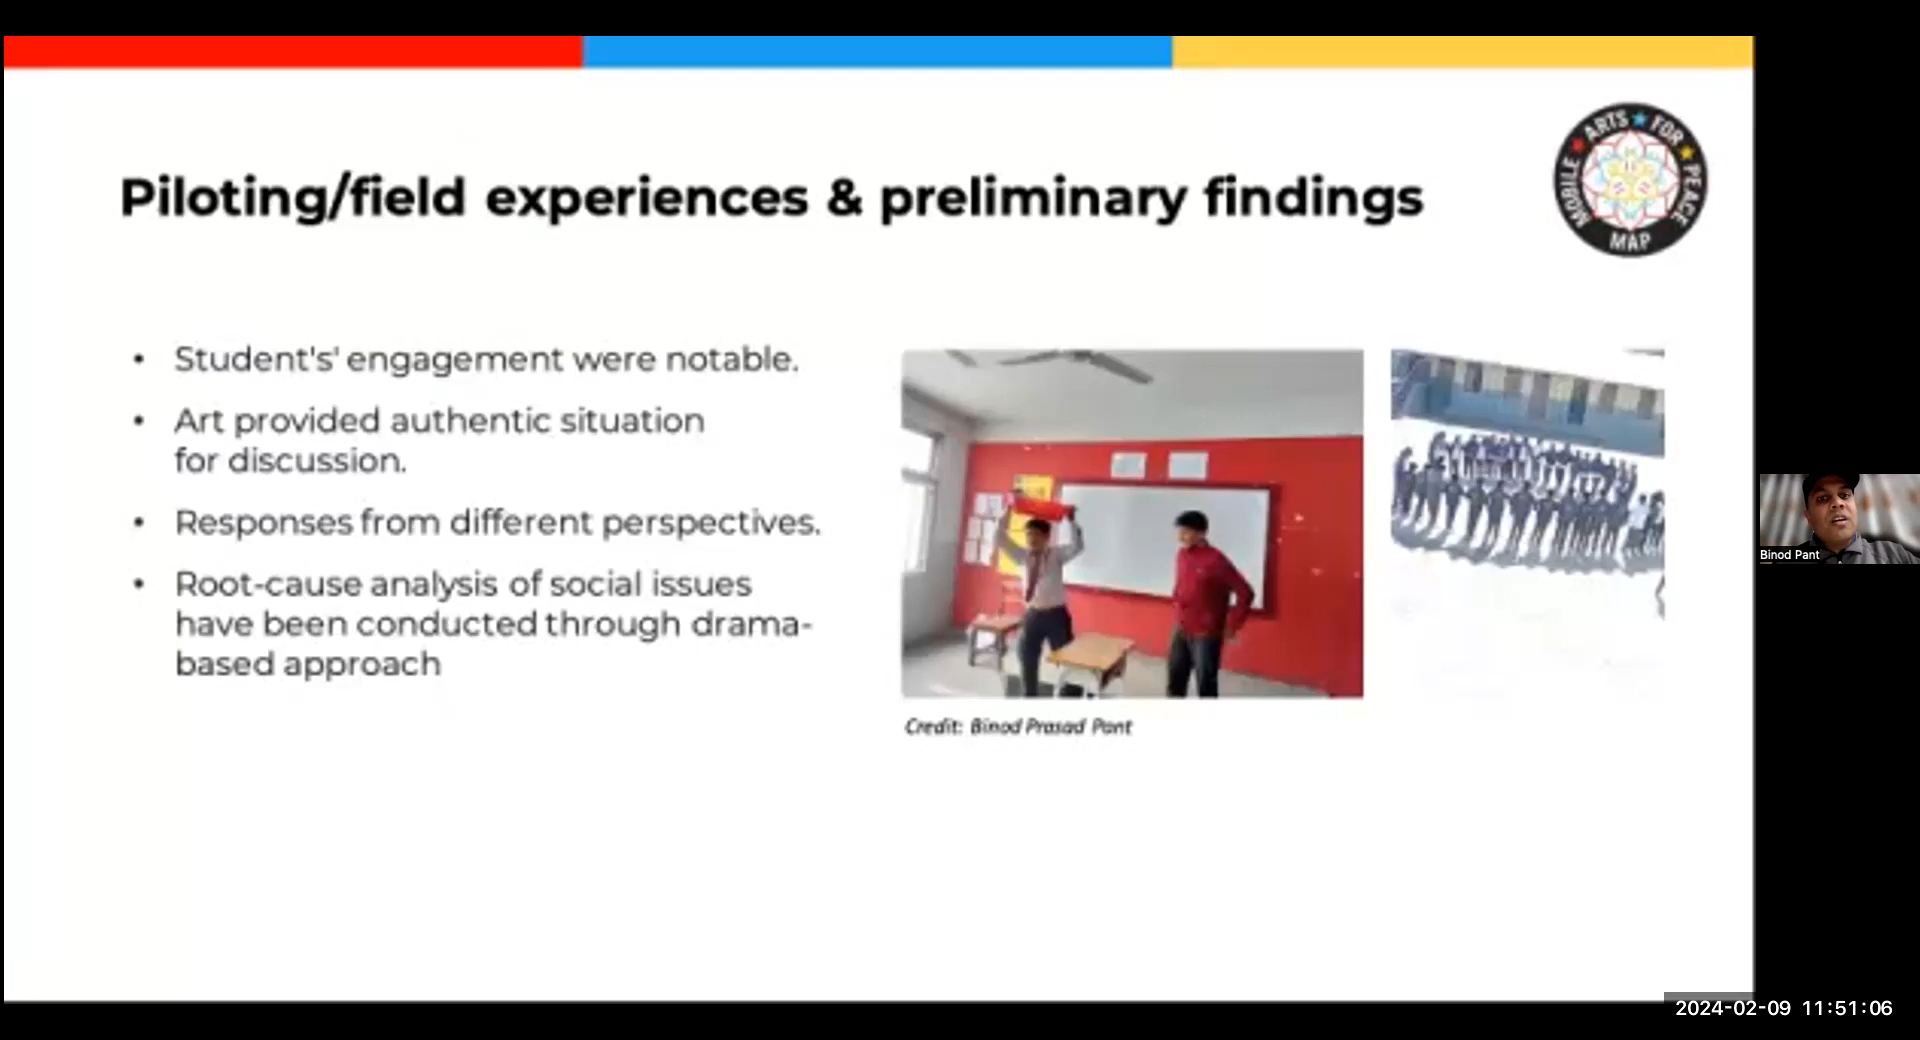 MOBILE ★ ARTS ★ FOR ★ PEACE
MAP
Piloting/field experiences & preliminary findings
• Student's' engagement were notable.
• Art provided authentic situation
for discussion.
• Responses from different perspectives.
• Root-cause analysis of social issues
have been conducted through drama-
based approach
Credit: Binod Prasad Pant
Binod Pant
2024-02-09 11:51:06